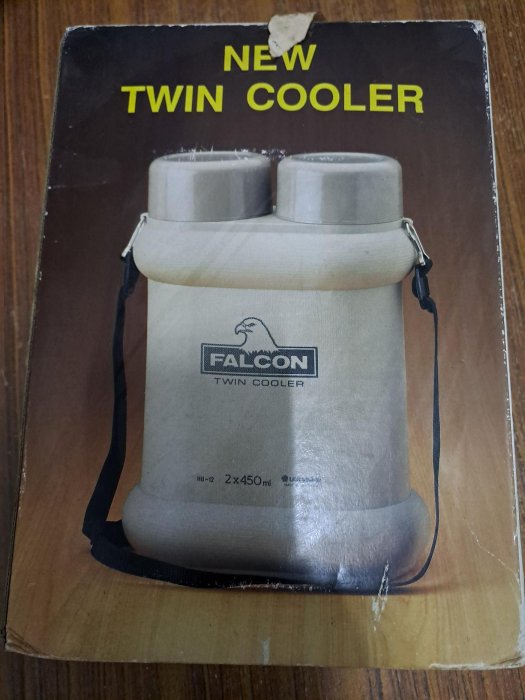 NEW
TWIN COOLER
FALCON
TWIN COOLER
2x450ml